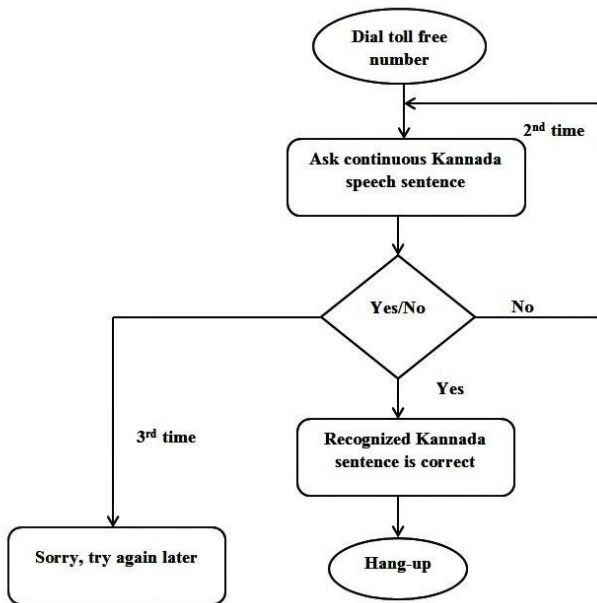 Dial toll free
number
2nd time
Ask continuous Kannada
speech sentence
Yes/No
No
Yes
3rd time
Recognized Kannada
sentence is correct
Sorry, try again later
Hang-up